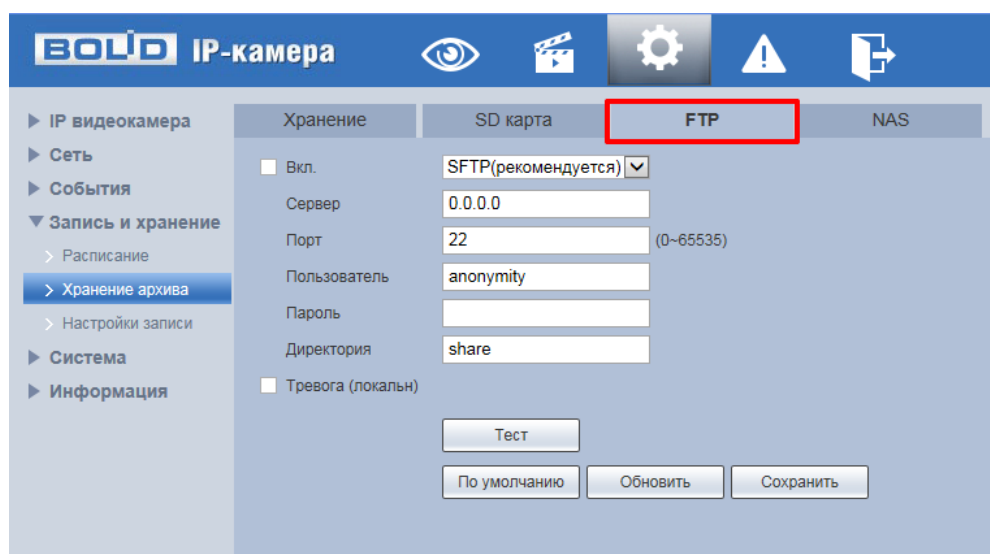 BOLID IP-камера
IP видеокамера
Сеть
События
Запись и хранение
Расписание
Хранение архива
Настройки записи
Система
Информация
Хранение SD карта FTP NAS
Вкл. SFTP(рекомендуется)
Сервер 0.0.0.0
Порт 22 (0~65535)
Пользователь anonymity
Пароль
Директория share
Тревога (локальн)
Тест
По умолчанию Обновить Сохранить